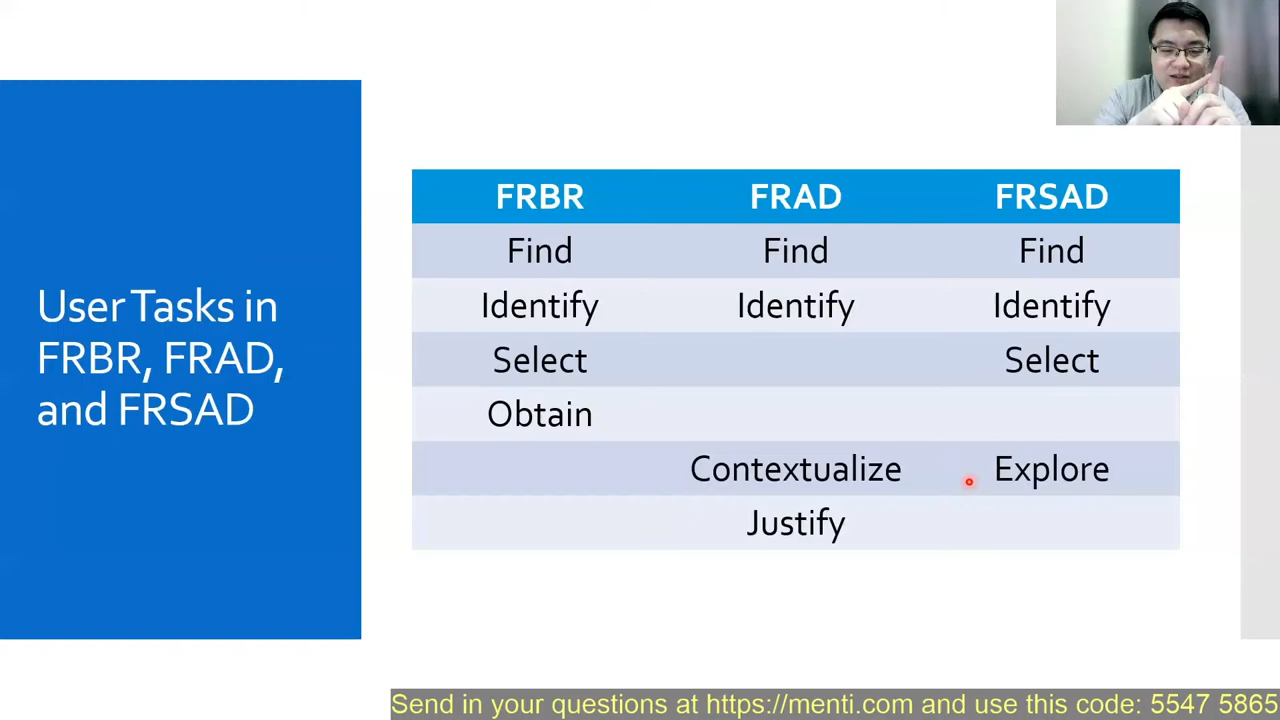 User Tasks in
FRBR, FRAD,
and FRSAD
FRBR FRAD FRSAD
Find Find Find
Identify Identify Identify
Select Select
Obtain
Contextualize Explore
Justify
Send in your questions at https://menti.com and use this code: 5547 5865